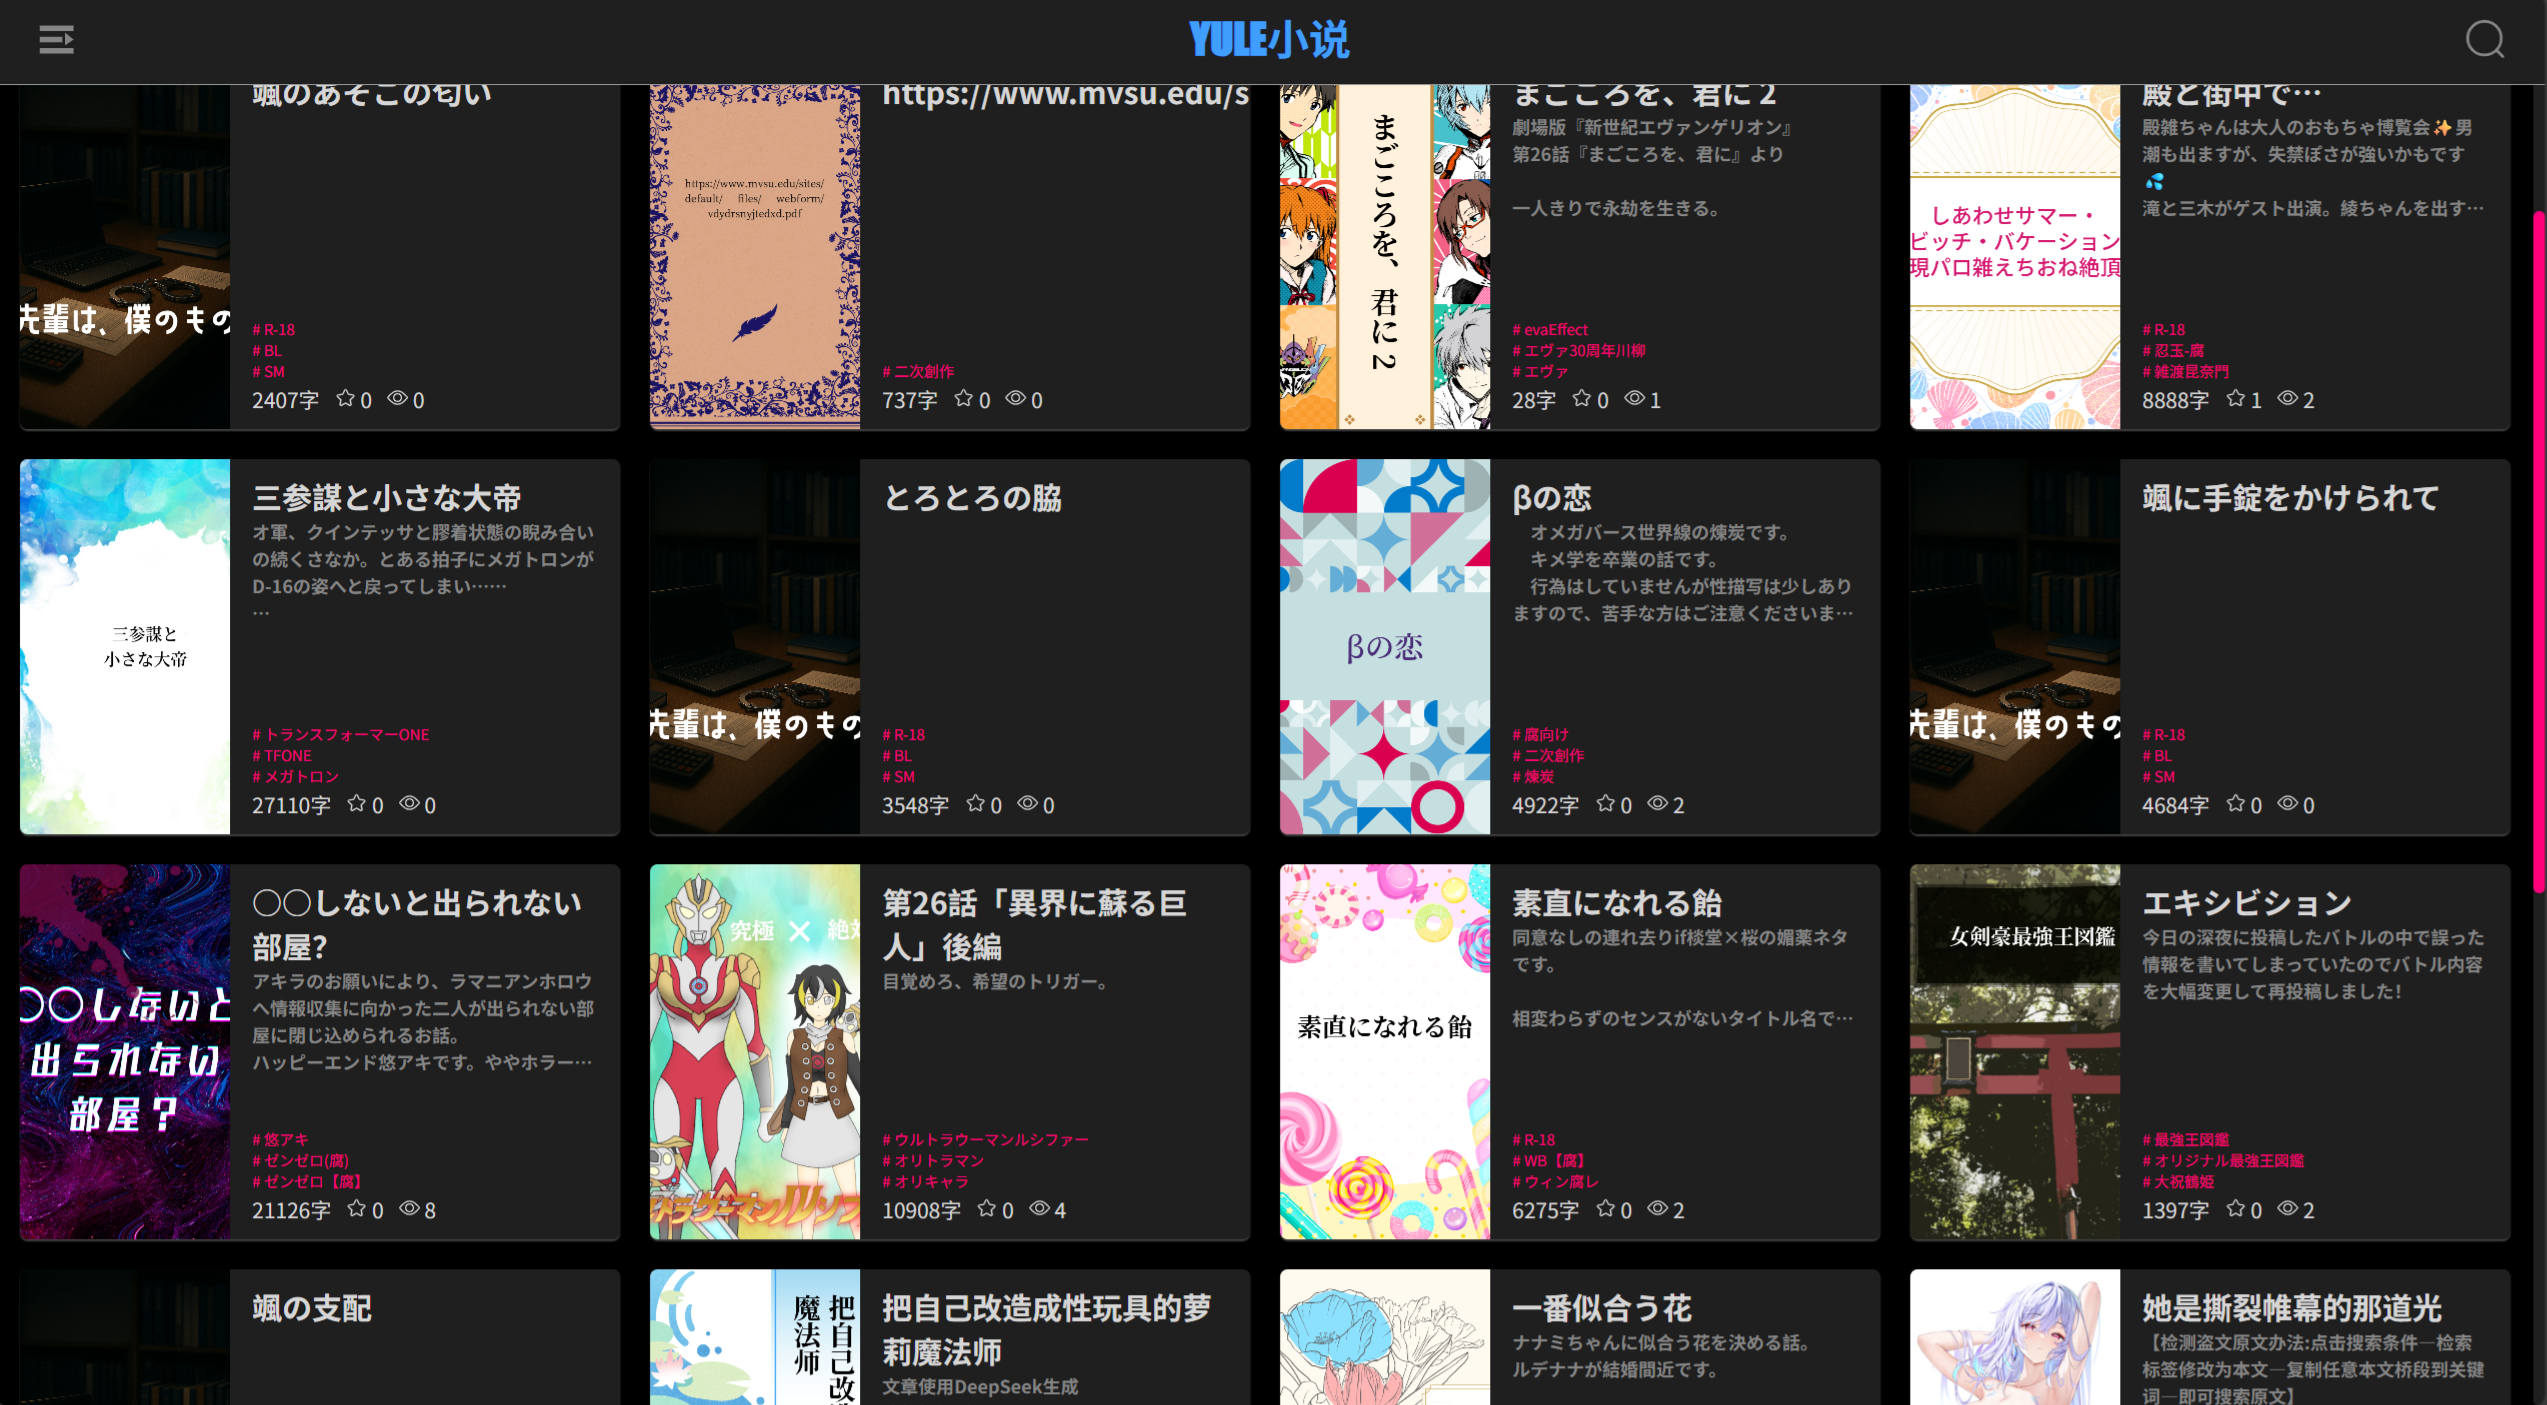 YULE小说
颯のあそこの匂い
先輩は、僕のもの
# R-18
# BL
# SM
2407字 0 0
https://www.mvsu.edu/s
https://www.mvsu.edu/sites/
default/ files/ webform/
vdydrsnyjtedxd.pdf
# 二次創作
737字 0 0
まごころを、君に 2
劇場版『新世紀エヴァンゲリオン』
第26話『まごころを、君に』より
一人きりで永劫を生きる。
まごころを、君に 2
# evaEffect
# エヴァ30周年川柳
# エヴァ
28字 0 1
殿と街中で…
殿雑ちゃんは大人のおもちゃ博覧会✨男
潮も出ますが、失禁ぽさが強いかもです
💦
滝と三木がゲスト出演。綾ちゃんを出す…
しあわせサマー・
ビッチ・バケーション
現パロ雑えちおね絶頂
# R-18
# 忍玉-腐
# 雑渡昆奈門
8888字 1 2
三参謀と小さな大帝
オ軍、クインテッサと膠着状態の睨み合い
の続くさなか。とある拍子にメガトロンが
D-16の姿へと戻ってしまい……
…
三参謀と
小さな大帝
# トランスフォーマーONE
# TFONE
# メガトロン
27110字 0 0
とろとろの脇
先輩は、僕のもの
# R-18
# BL
# SM
3548字 0 0
βの恋
オメガバース世界線の煉炭です。
キメ学を卒業の話です。
行為はしていませんが性描写は少しあり
ますので、苦手な方はご注意くださいま…
βの恋
# 腐向け
# 二次創作
# 煉炭
4922字 0 2
颯に手錠をかけられて
先輩は、僕のもの
# R-18
# BL
# SM
4684字 0 0
〇〇しないと出られない
部屋?
アキラのお願いにより、ラマニアンホロウ
へ情報収集に向かった二人が出られない部
屋に閉じ込められるお話。
ハッピーエンド悠アキです。ややホラー…
〇〇しないと
出られない
部屋？
# 悠アキ
# ゼンゼロ(腐)
# ゼンゼロ【腐】
21126字 0 8
第26話「異界に蘇る巨
人」後編
目覚めろ、希望のトリガー。
究極 × 絶対
トラウーマンルシフ
# ウルトラウーマンルシファー
# オリトラマン
# オリキャラ
10908字 0 4
素直になれる飴
同意なしの連れ去りif棪堂×桜の媚薬ネタ
です。
相変わらずのセンスがないタイトル名で…
素直になれる飴
# R-18
# WB【腐】
# ウィン腐レ
6275字 0 2
エキシビション
今日の深夜に投稿したバトルの中で誤った
情報を書いてしまっていたのでバトル内容
を大幅変更して再投稿しました!
女剣豪最強王図鑑
# 最強王図鑑
# オリジナル最強王図鑑
# 大祝鶴姫
1397字 0 2
颯の支配
把自己改造成性玩具的萝
莉魔法师
文章使用DeepSeek生成
把自己改
魔法师
一番似合う花
ナナミちゃんに似合う花を決める話。
ルデナナが結婚間近です。
她是撕裂帷幕的那道光
【检测盗文原文办法:点击搜索条件—检索
标签修改为本文—复制任意本文桥段到关键
词—即可搜索原文】